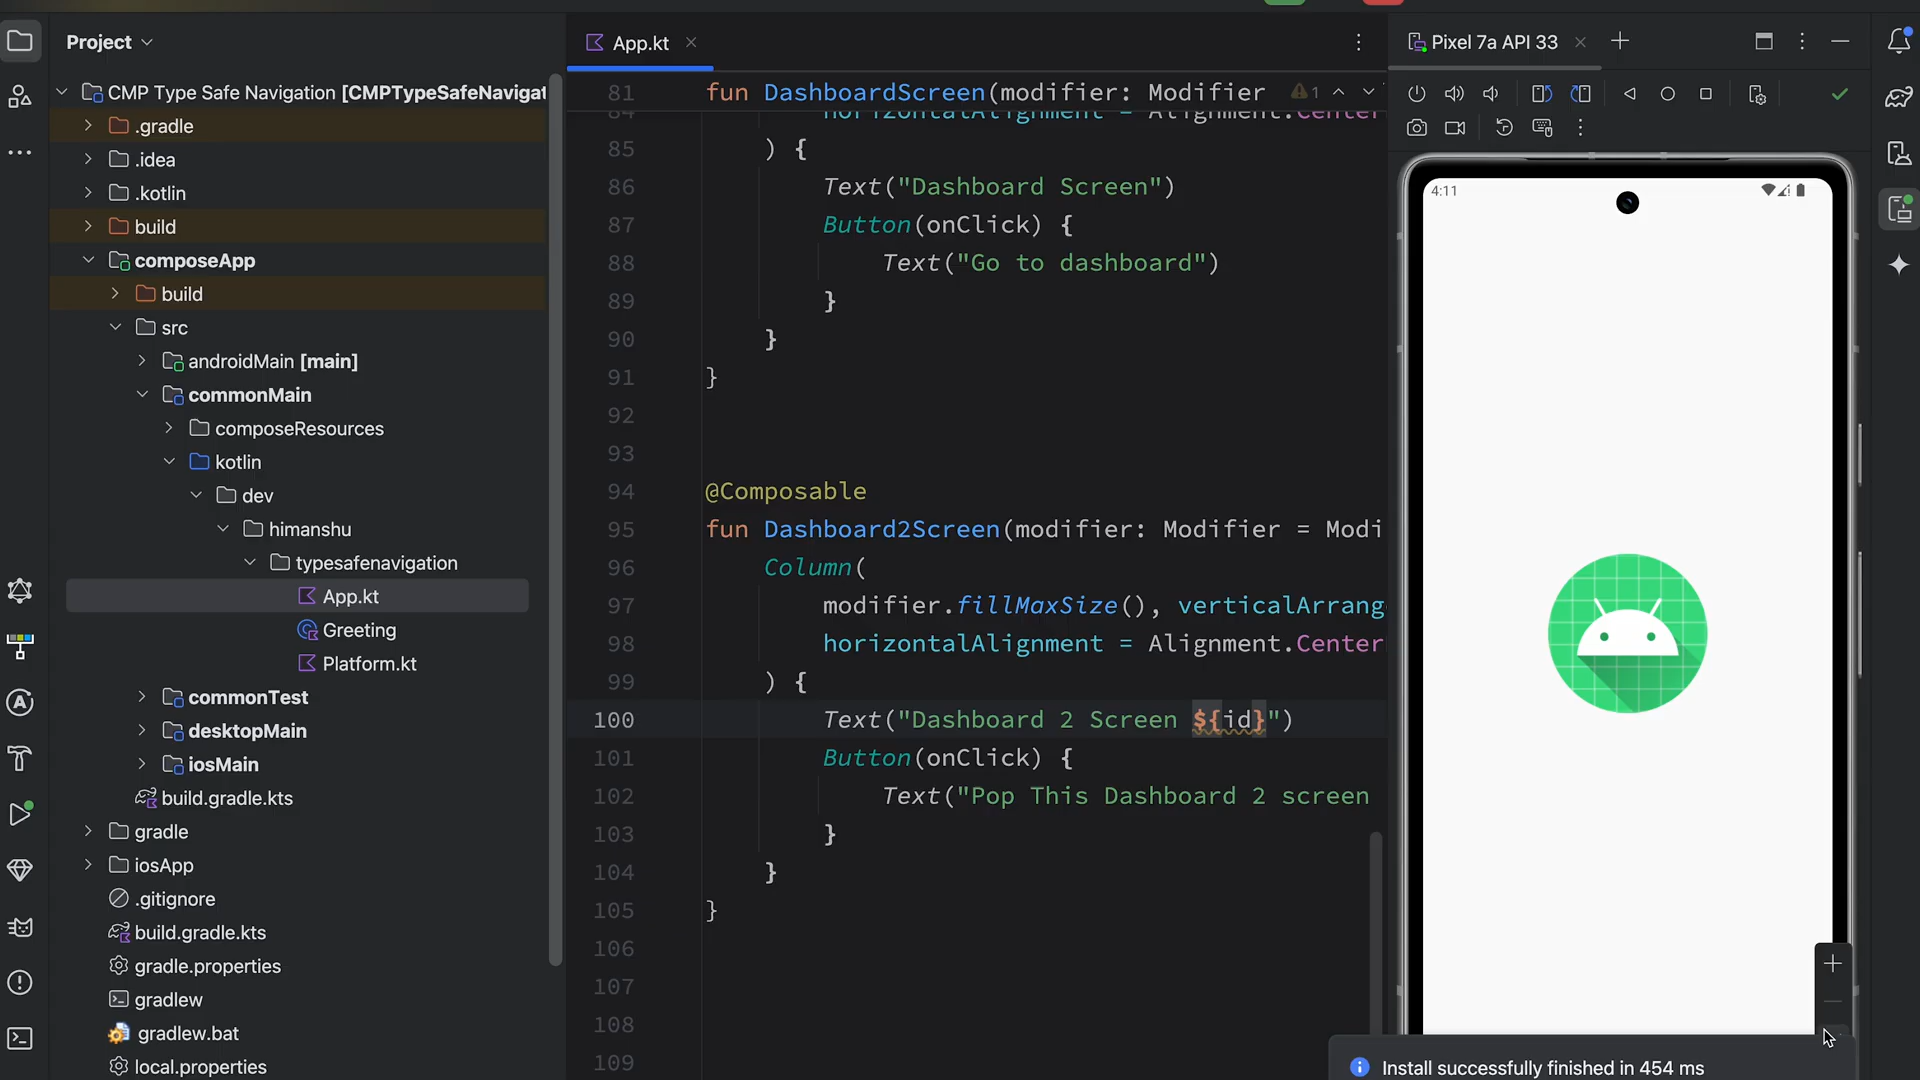 Project
CMP Type Safe Navigation [CMPTypeSafeNavigat
.gradle
.idea
.kotlin
build
composeApp
build
src
androidMain [main]
commonMain
composeResources
kotlin
dev
himanshu
typesafenavigation
App.kt
Greeting
Platform.kt
commonTest
desktopMain
iosMain
build.gradle.kts
gradle
iosApp
.gitignore
build.gradle.kts
gradle.properties
gradlew
gradlew.bat
local.properties
App.kt
81 fun DashboardScreen(modifier: Modifier 1
84 horizontalAlignment = Alignment.Center
85 ) {
86 Text("Dashboard Screen")
87 Button(onClick) {
88 Text("Go to dashboard")
89 }
90 }
91 }
92
93
94 @Composable
95 fun Dashboard2Screen(modifier: Modifier = Modi
96 Column(
97 modifier.fillMaxSize(), verticalArrang
98 horizontalAlignment = Alignment.Center
99 ) {
100 Text("Dashboard 2 Screen ${id}")
101 Button(onClick) {
102 Text("Pop This Dashboard 2 screen
103 }
104 }
105 }
106
107
108
109
Pixel 7a API 33
4:11
Install successfully finished in 454 ms